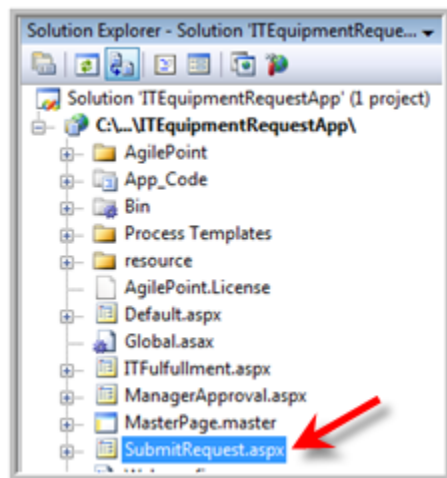 Solution Explorer - Solution 'ITEquipmentReque...
Solution 'ITEquipmentRequestApp' (1 project)
C:\...\ITEquipmentRequestApp\
AgilePoint
App_Code
Bin
Process Templates
resource
AgilePoint.License
Default.aspx
Global.asax
ITFulfullment.aspx
ManagerApproval.aspx
MasterPage.master
SubmitRequest.aspx